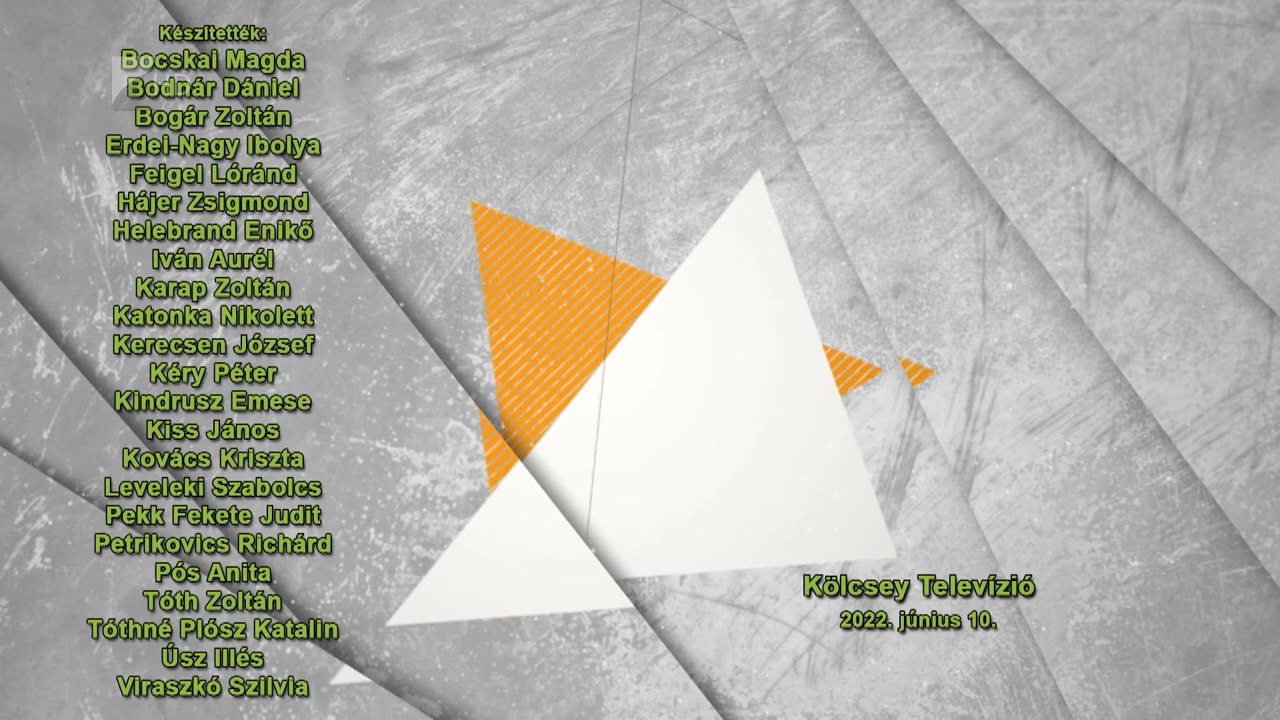 Készítették:
Bocskai Magda
Bodnár Dániel
Bogár Zoltán
Erdei-Nagy Ibolya
Feigel Lóránd
Hájer Zsigmond
Helebrand Enikő
Iván Aurél
Karap Zoltán
Katonka Nikolett
Kerecsen József
Kéry Péter
Kindrusz Emese
Kiss János
Kovács Kriszta
Leveleki Szabolcs
Pekk Fekete Judit
Petrikovics Richárd
Pós Anita
Tóth Zoltán
Tóthné Plósz Katalin
Úsz Illés
Viraszkó Szilvia
Kölcsey Televízió
2022. június 10.